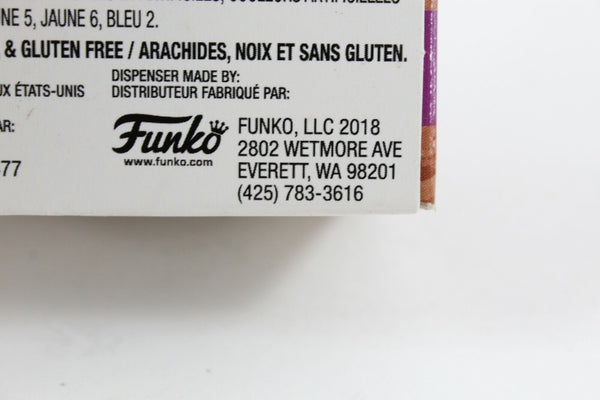 NE 5, JAUNE 6, BLEU 2.
& GLUTEN FREE / ARACHIDES, NOIX ET SANS GLUTEN.
DISPENSER MADE BY:
ÉTATS-UNIS DISTRIBUTEUR FABRIQUÉ PAR:
AR:
Funko
www.funko.com
FUNKO, LLC 2018
2802 WETMORE AVE
EVERETT, WA 98201
(425) 783-3616
77